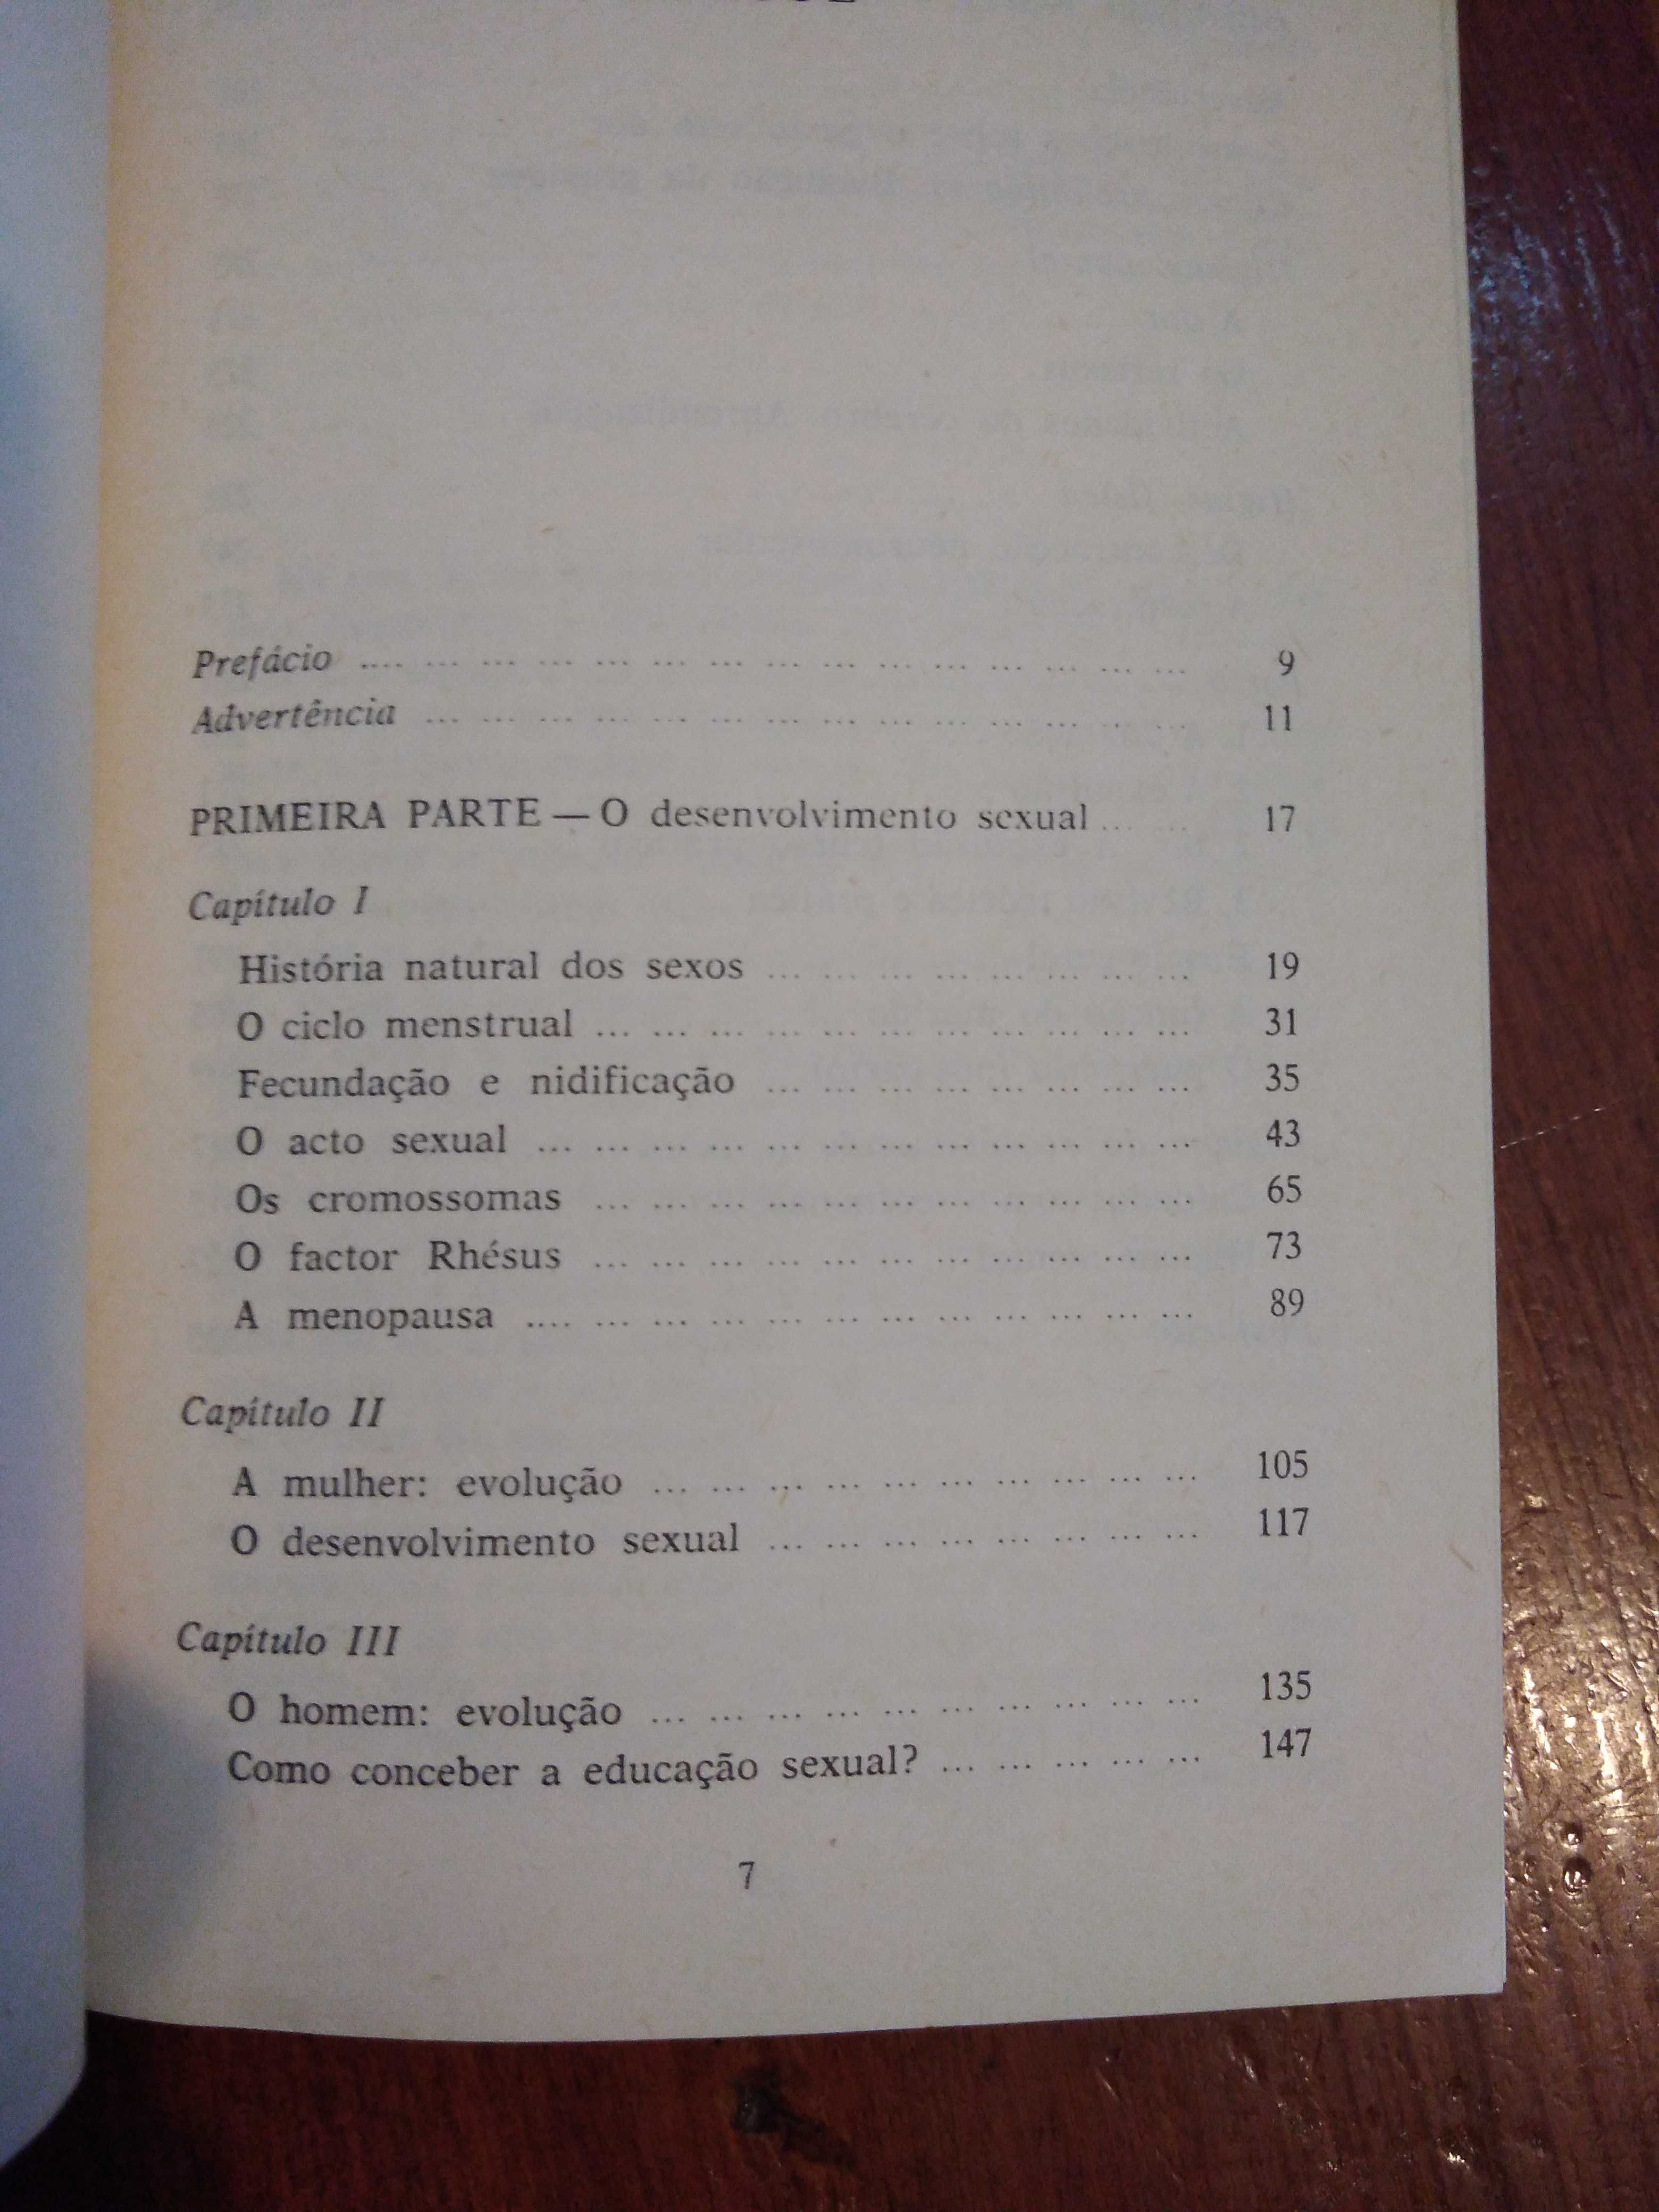 Prefácio .... ... ... ... ... ... ... ... ... ... ... ... ... ... ... 9
Advertência ... ... ... ... ... ... ... ... ... ... ... ... ... ... 11
PRIMEIRA PARTE — O desenvolvimento sexual ... ... 17
Capítulo I
História natural dos sexos ... ... ... ... ... ... ... ... 19
O ciclo menstrual ... ... ... ... ... ... ... ... ... ... ... 31
Fecundação e nidificação ... ... ... ... ... ... ... ... 35
O acto sexual ... ... ... ... ... ... ... ... ... ... ... ... 43
Os cromossomas ... ... ... ... ... ... ... ... ... ... ... 65
O factor Rhésus ... ... ... ... ... ... ... ... ... ... ... 73
A menopausa .... ... ... ... ... ... ... ... ... ... ... ... 89
Capítulo II
A mulher: evolução ... ... ... ... ... ... ... ... ... ... 105
O desenvolvimento sexual ... ... ... ... ... ... ... ... 117
Capítulo III
O homem: evolução ... ... ... ... ... ... ... ... ... ... 135
Como conceber a educação sexual? ... ... ... ... ... 147
7